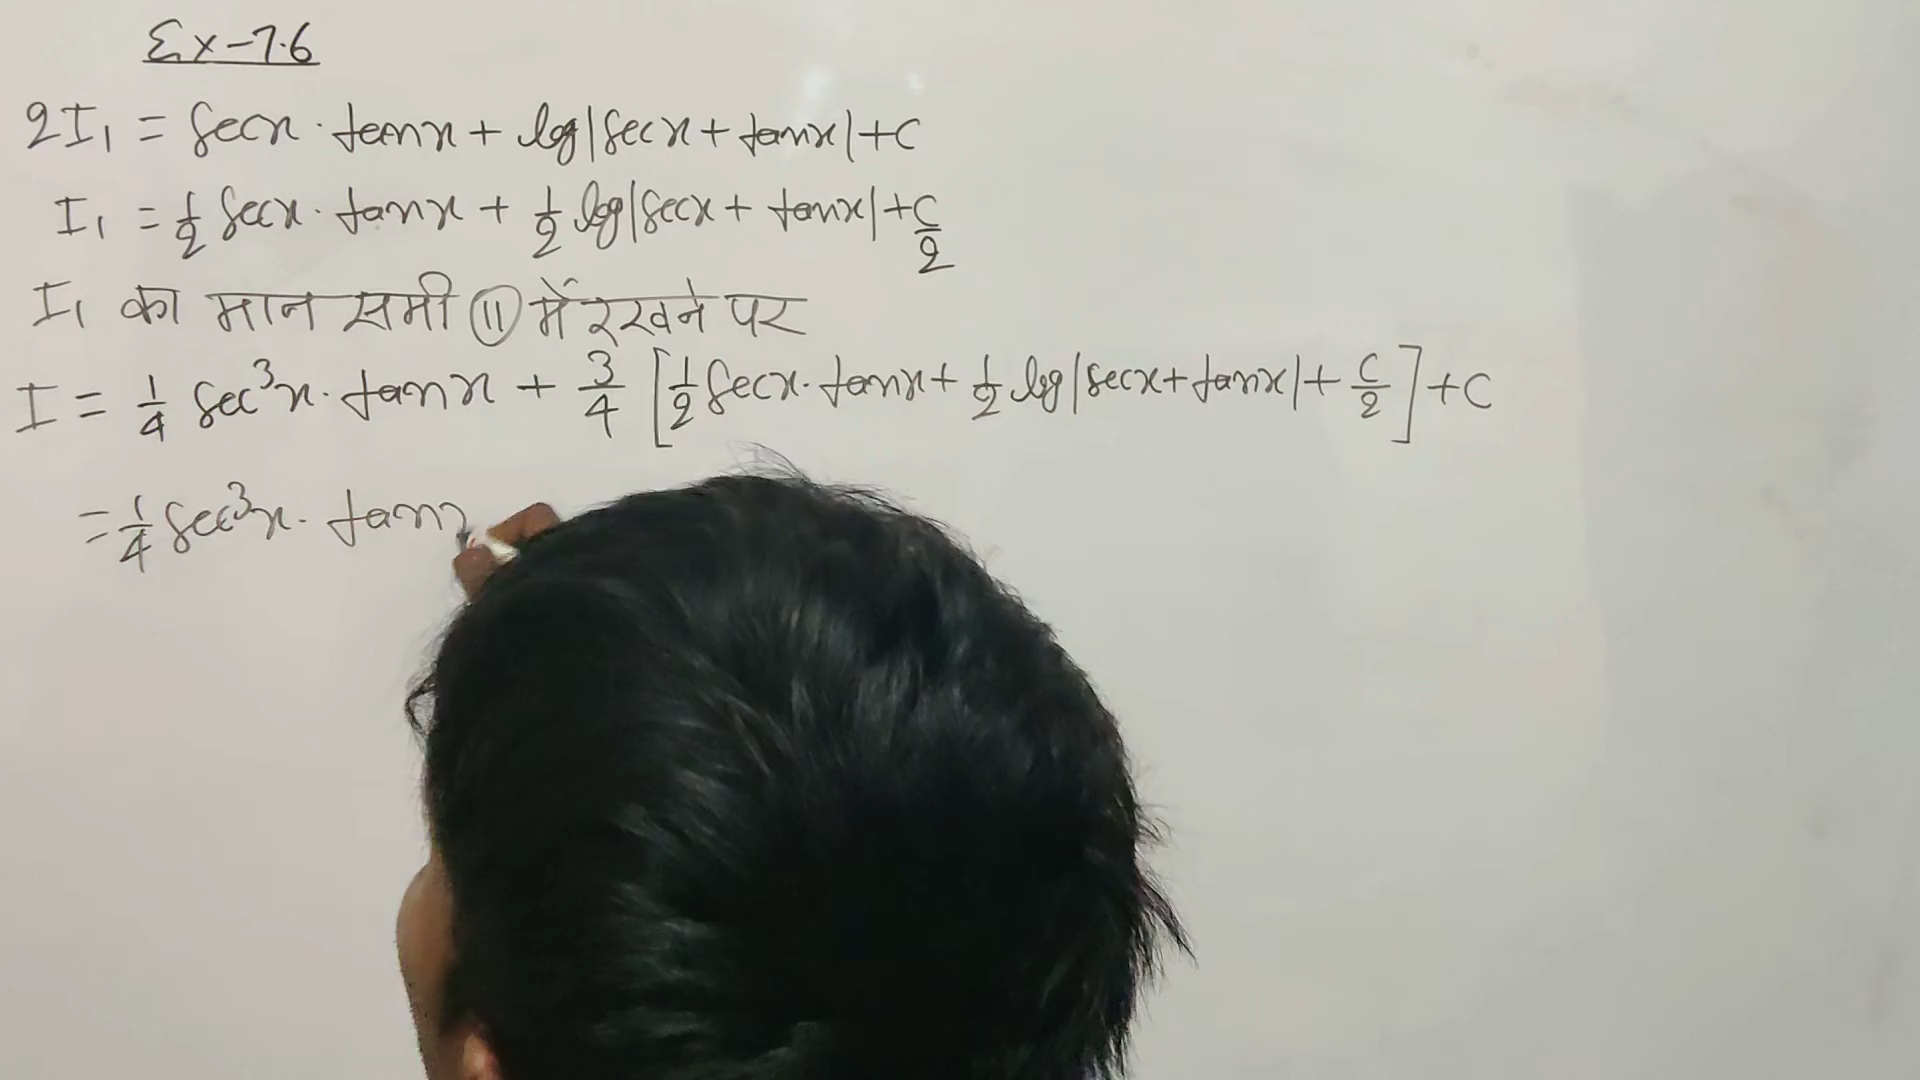 Ex-7.6
2I₁ = secx · tanx + log|secx + tanx| + C
I₁ = 1/2 secx · tanx + 1/2 log|secx + tanx| + C/2
I₁ का मान समी (II) में रखने पर
I = 1/4 sec³x · tanx + 3/4 [1/2 secx · tanx + 1/2 log|secx + tanx| + C/2] + C
= 1/4 sec³x · tanx